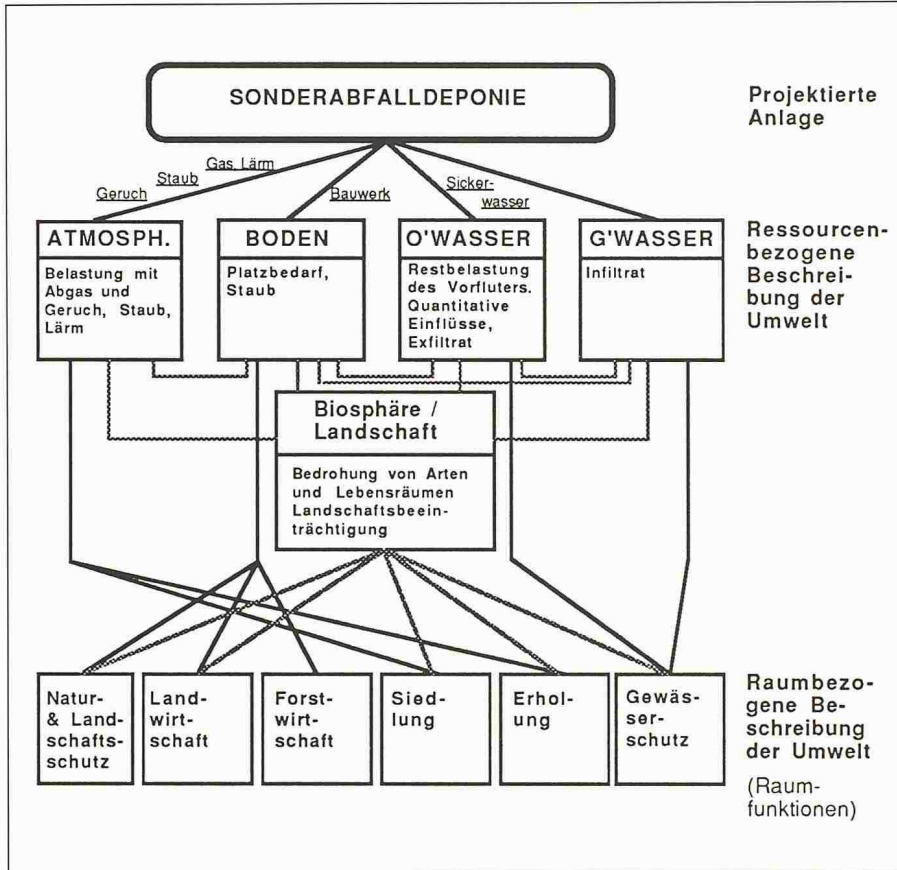 SONDERABFALLDEPONIE
Projektierte
Anlage
Gas, Lärm
Staub
Geruch
Bauwerk
Sicker-
wasser
ATMOSPH.
Belastung mit
Abgas und
Geruch, Staub,
Lärm
BODEN
Platzbedarf,
Staub
O'WASSER
Restbelastung
des Vorfluters.
Quantitative
Einflüsse,
Exfiltrat
G'WASSER
Infiltrat
Ressourcen-
bezogene
Beschrei-
bung der
Umwelt
Biosphäre /
Landschaft
Bedrohung von Arten
und Lebensräumen
Landschaftsbeein-
trächtigung
Natur-
& Land-
schafts-
schutz
Land-
wirt-
schaft
Forst-
wirt-
schaft
Sied-
lung
Erhol-
ung
Gewäs-
ser-
schutz
Raumbezo-
gene Be-
schreibung
der Umwelt
(Raum-
funktionen)